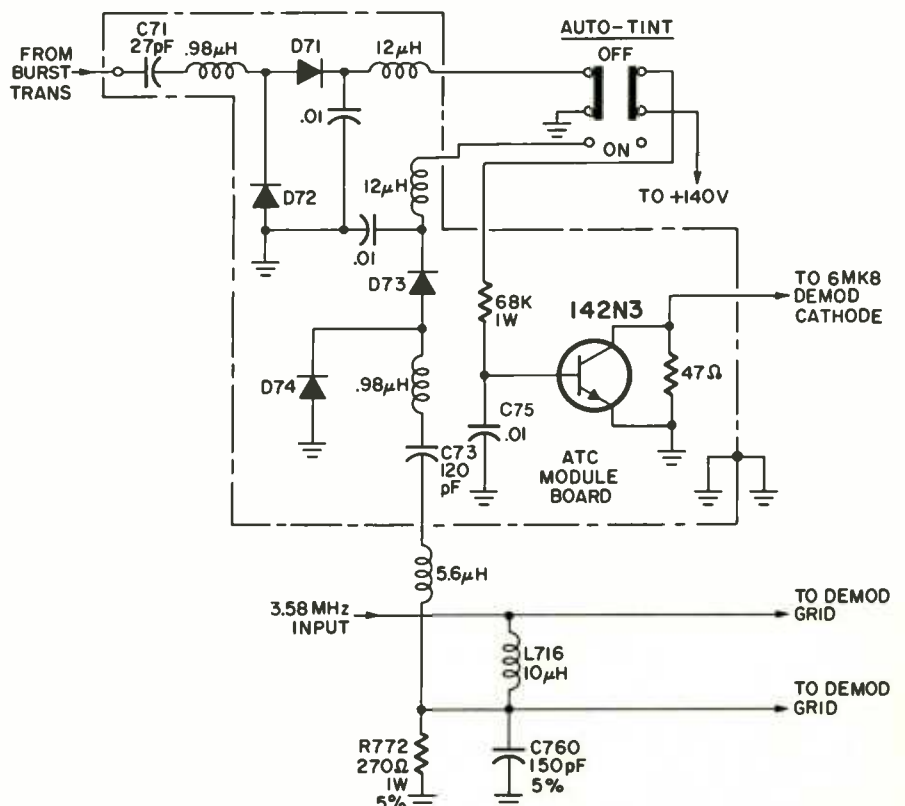 C71
27pF
.98μH
D71
12μH
AUTO-TINT
OFF
FROM
BURST
TRANS
.01
ON
D72
12μH
TO +140V
.01
D73
68K
1W
142N3
TO 6MK8
DEMOD
CATHODE
D74
.98μH
47Ω
C75
.01
C73
120
pF
ATC
MODULE
BOARD
5.6μH
3.58 MHz
INPUT
TO DEMOD
GRID
L716
10μH
TO DEMOD
GRID
R772
270Ω
1W
5%
C760
150pF
5%